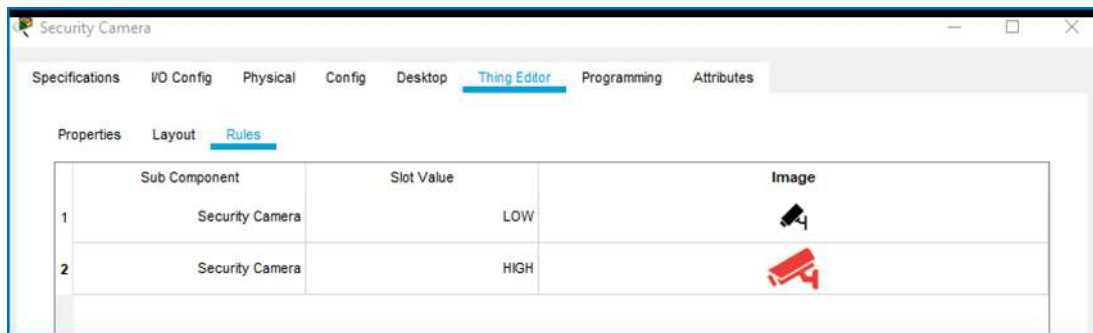 Security Camera
Specifications I/O Config Physical Config Desktop Thing Editor Programming Attributes
Properties Layout Rules
Sub Component Slot Value Image
1 Security Camera LOW
2 Security Camera HIGH